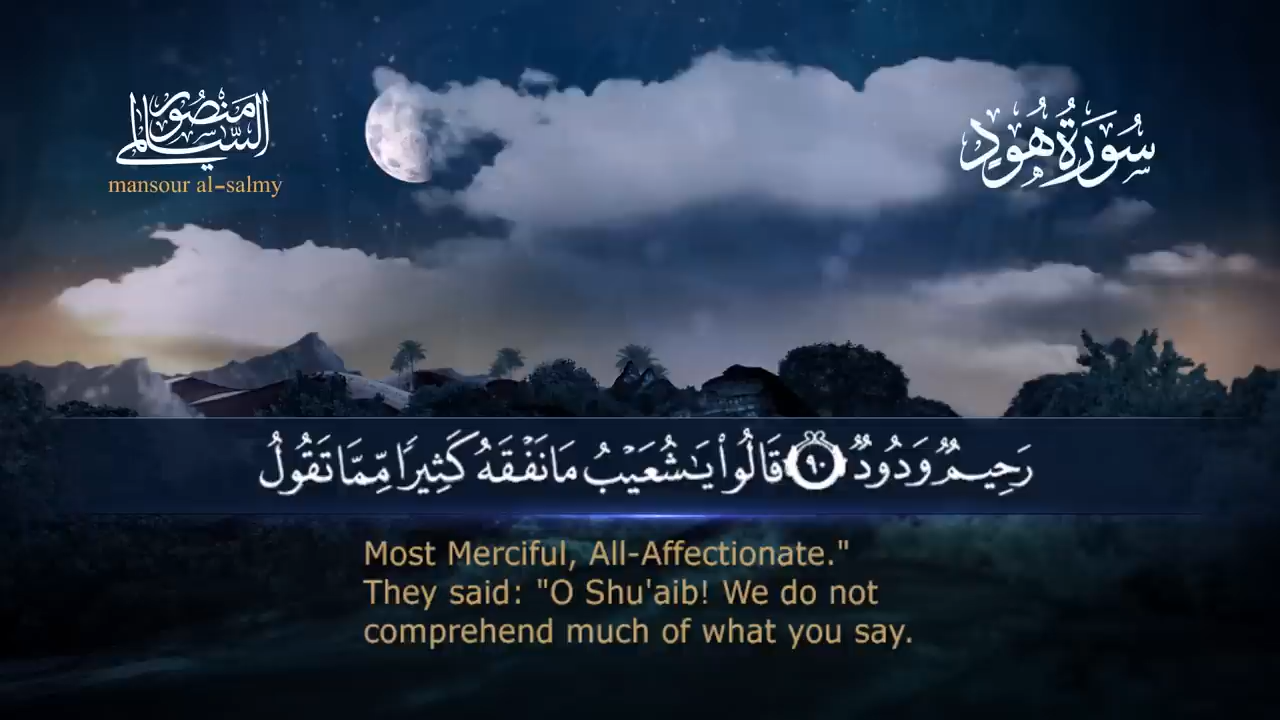 منصور السالمي
mansour al-salmy
سُورَةُ هُود
رَحِيمٌ وَدُودٌ ٩٠ قَالُوا۟ يَـٰشُعَيْبُ مَا نَفْقَهُ كَثِيرًا مِّمَّا تَقُولُ
Most Merciful, All-Affectionate."
They said: "O Shu'aib! We do not
comprehend much of what you say.